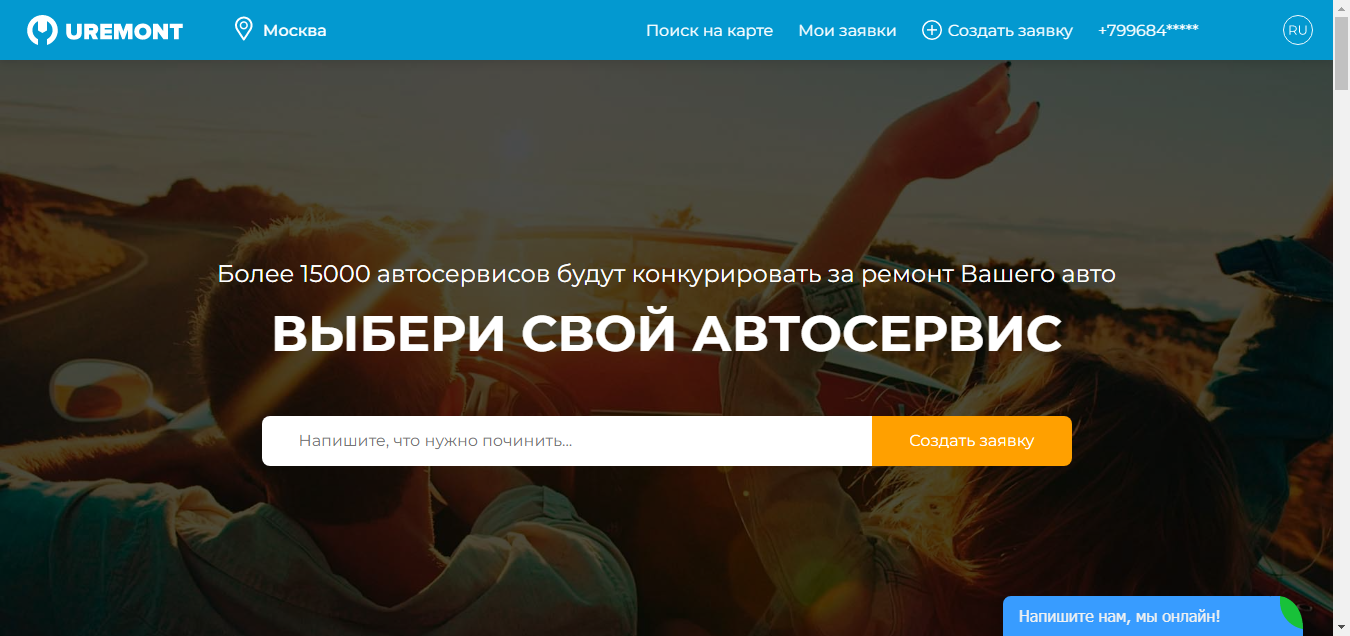 UREMONT
Москва
Поиск на карте
Мои заявки
Создать заявку
+799684*****
RU
Более 15000 автосервисов будут конкурировать за ремонт Вашего авто
ВЫБЕРИ СВОЙ АВТОСЕРВИС
Напишите, что нужно починить...
Создать заявку
Напишите нам, мы онлайн!